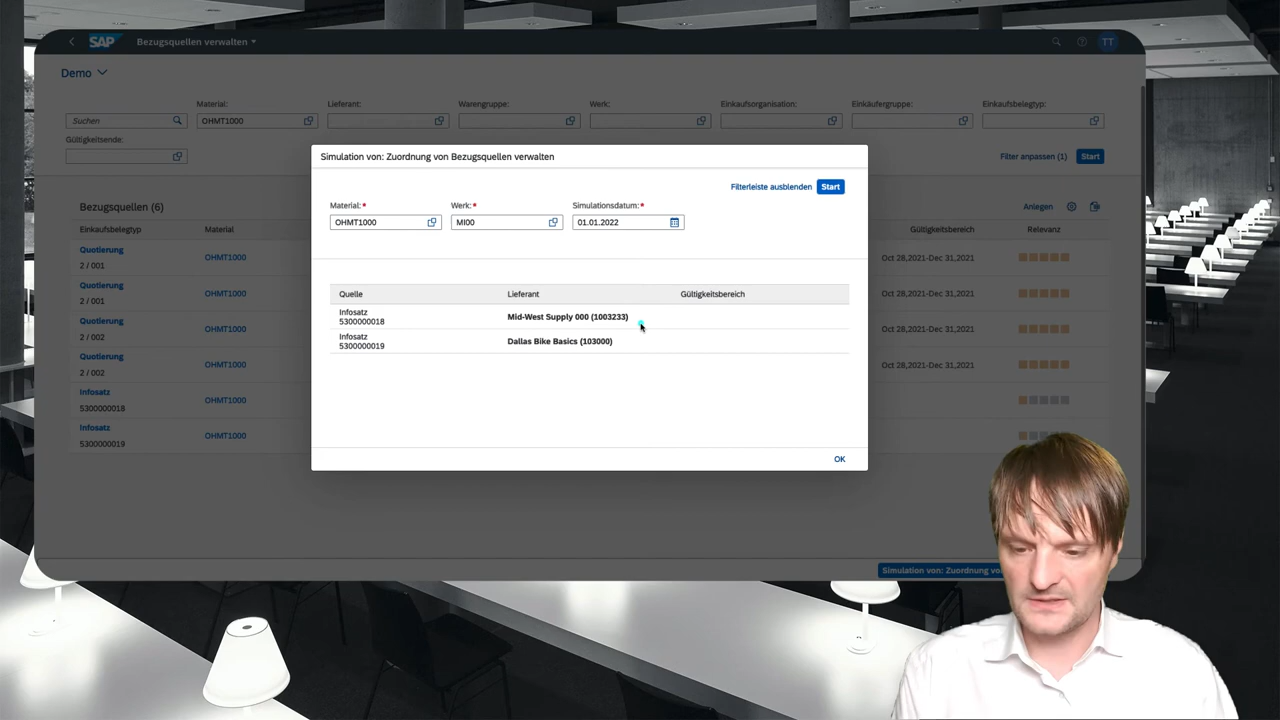 SAP Bezugsquellen verwalten TT
Demo
Material: Lieferant: Warengruppe: Werk: Einkaufsorganisation: Einkäufergruppe: Einkaufsbelegtyp:
Suchen OHMT1000
Gültigkeitsende:
Filter anpassen (1) Start
Simulation von: Zuordnung von Bezugsquellen verwalten
Filterleiste ausblenden Start
Material:* Werk:* Simulationsdatum:*
OHMT1000 MI00 01.01.2022
Quelle Lieferant Gültigkeitsbereich
Infosatz
5300000018
Mid-West Supply 000 (1003233)
Infosatz
5300000019
Dallas Bike Basics (103000)
OK
Bezugsquellen (6) Anlegen
Einkaufsbelegtyp Material Gültigkeitsbereich Relevanz
Quotierung
2 / 001
OHMT1000 Oct 28,2021-Dec 31,2021
Quotierung
2 / 001
OHMT1000 Oct 28,2021-Dec 31,2021
Quotierung
2 / 002
OHMT1000 Oct 28,2021-Dec 31,2021
Quotierung
2 / 002
OHMT1000 Oct 28,2021-Dec 31,2021
Infosatz
5300000018
OHMT1000
Infosatz
5300000019
OHMT1000
Simulation von: Zuordnung